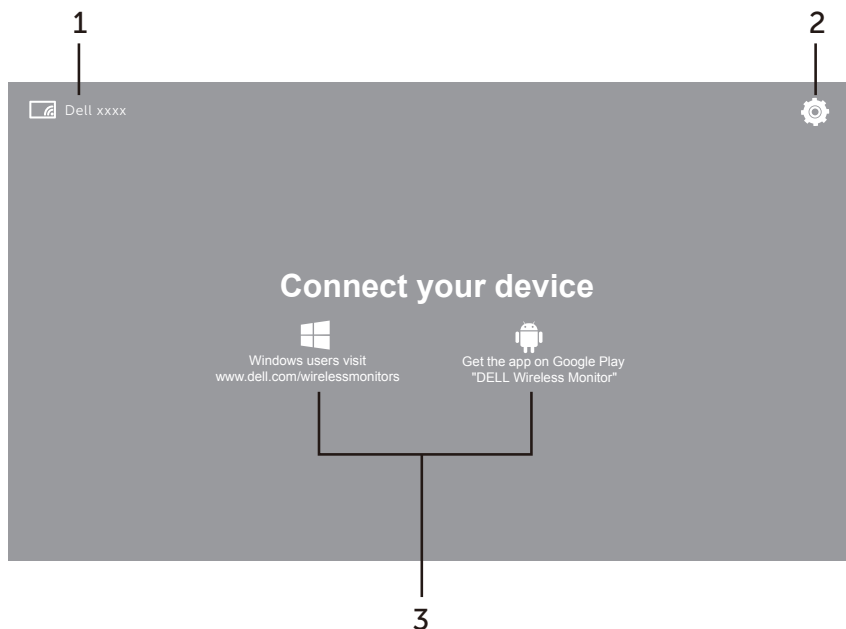 1
2
Dell xxxx
Connect your device
Windows users visit
www.dell.com/wirelessmonitors
Get the app on Google Play
"DELL Wireless Monitor"
3